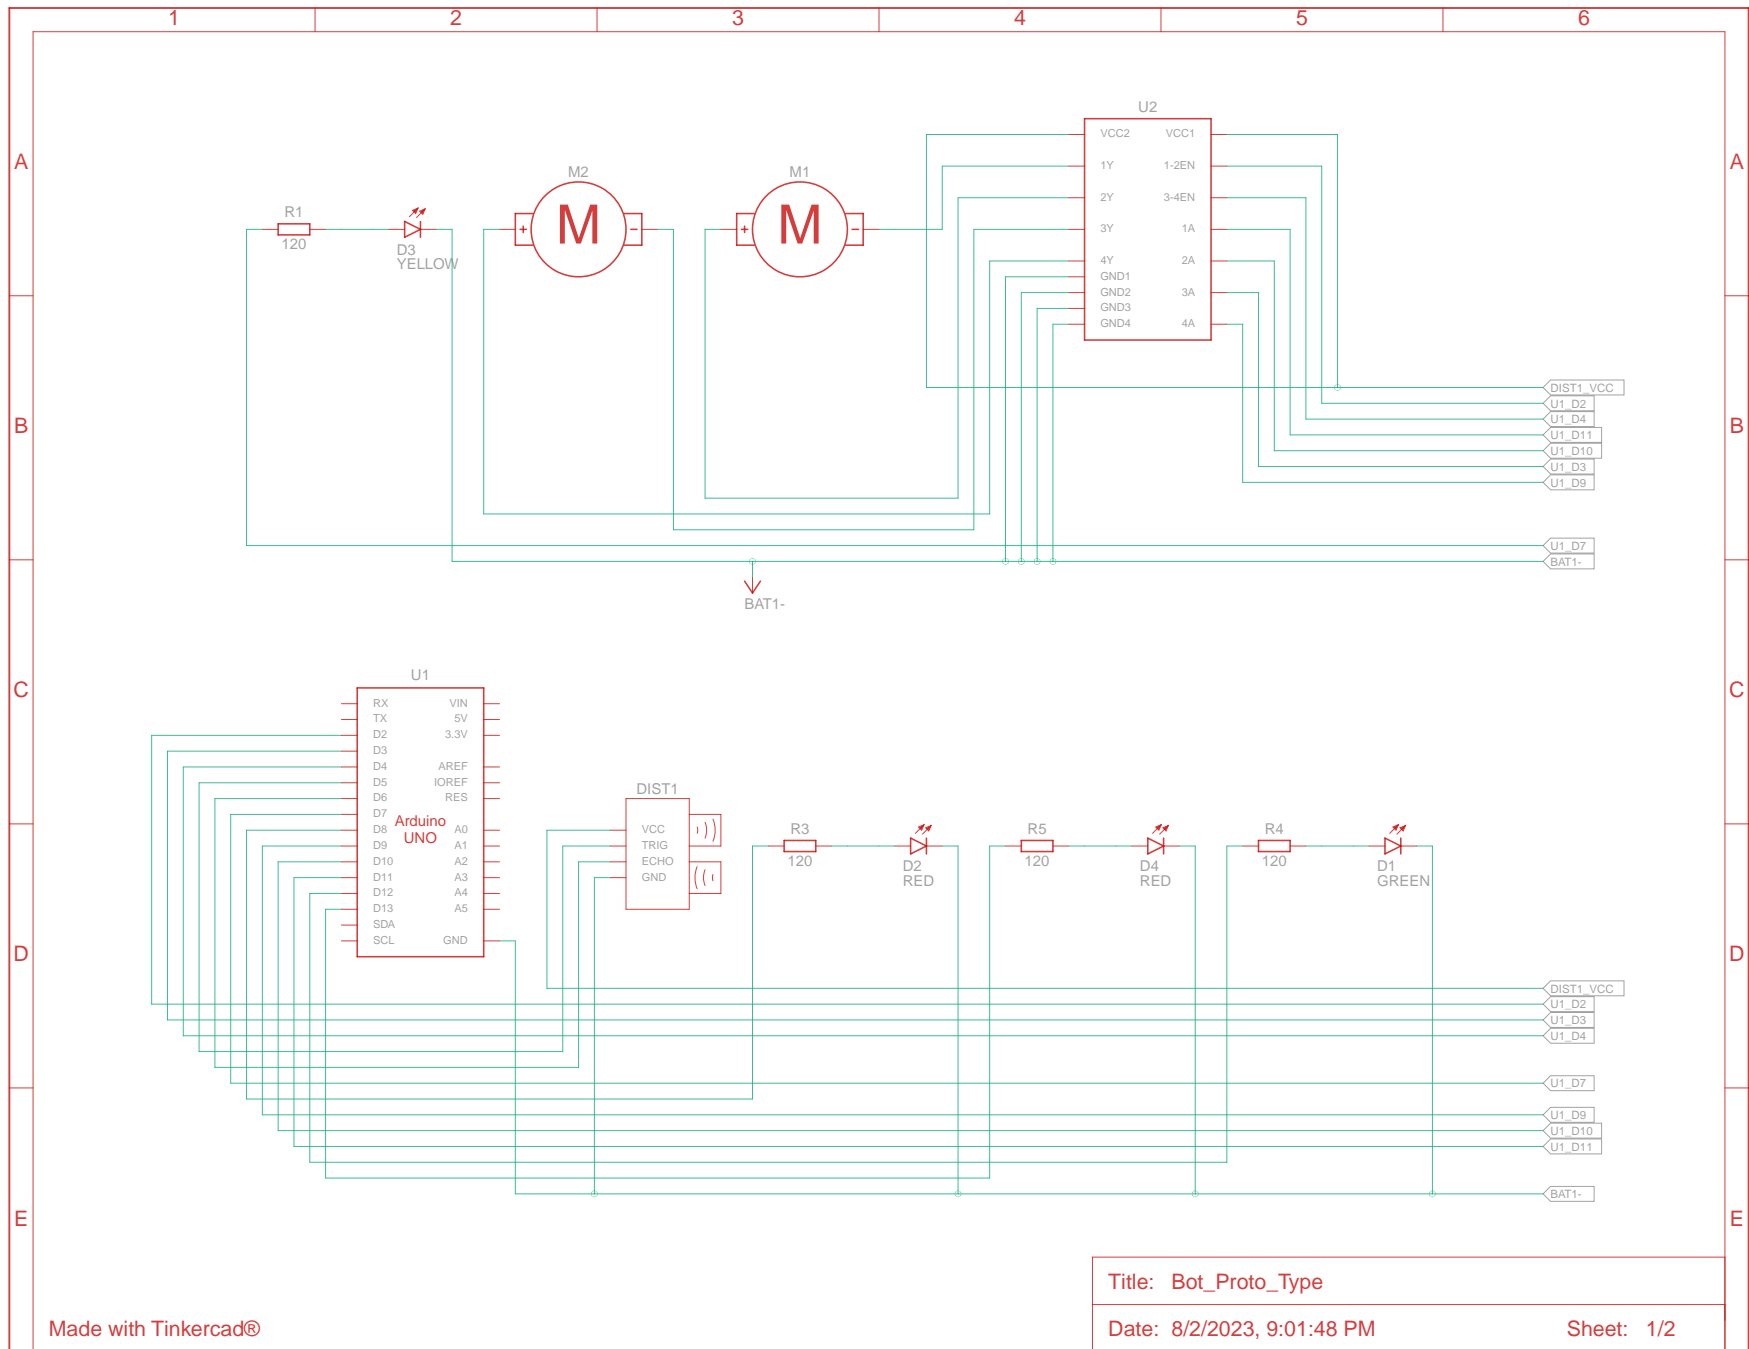 1 2 3 4 5 6
A A
B B
C C
D D
E E
U2
VCC2 VCC1
1Y 1-2EN
2Y 3-4EN
3Y 1A
4Y 2A
GND1
GND2 3A
GND3
GND4 4A
M2
M
+ -
M1
M
+ -
R1
120
D3
YELLOW
DIST1_VCC
U1_D2
U1_D4
U1_D11
U1_D10
U1_D3
U1_D9
U1_D7
BAT1-
BAT1-
U1
RX VIN
TX 5V
D2 3.3V
D3
D4 AREF
D5 IOREF
D6 RES
D7
Arduino
UNO
D8 A0
D9 A1
D10 A2
D11 A3
D12 A4
D13 A5
SDA
SCL GND
DIST1
VCC
TRIG
ECHO
GND
R3
120
D2
RED
R5
120
D4
RED
R4
120
D1
GREEN
DIST1_VCC
U1_D2
U1_D3
U1_D4
U1_D7
U1_D9
U1_D10
U1_D11
BAT1-
Title: Bot_Proto_Type
Made with Tinkercad®
Date: 8/2/2023, 9:01:48 PM Sheet: 1/2